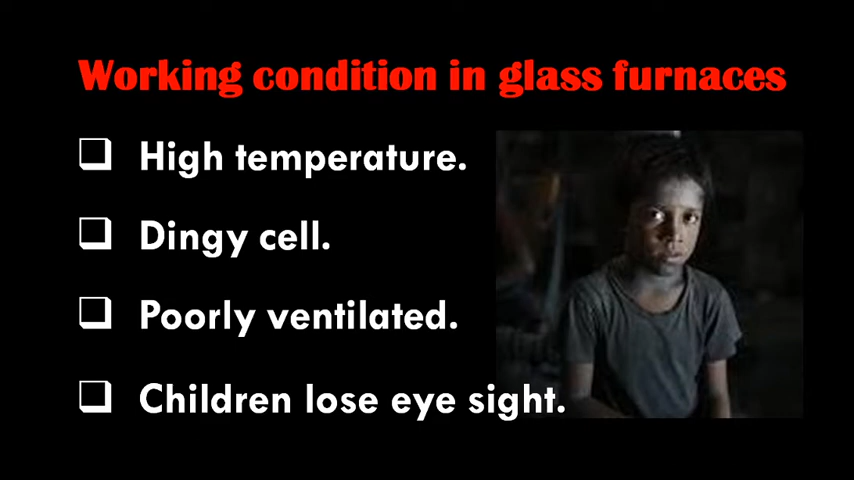 Working condition in glass furnaces
High temperature.
Dingy cell.
Poorly ventilated.
Children lose eye sight.